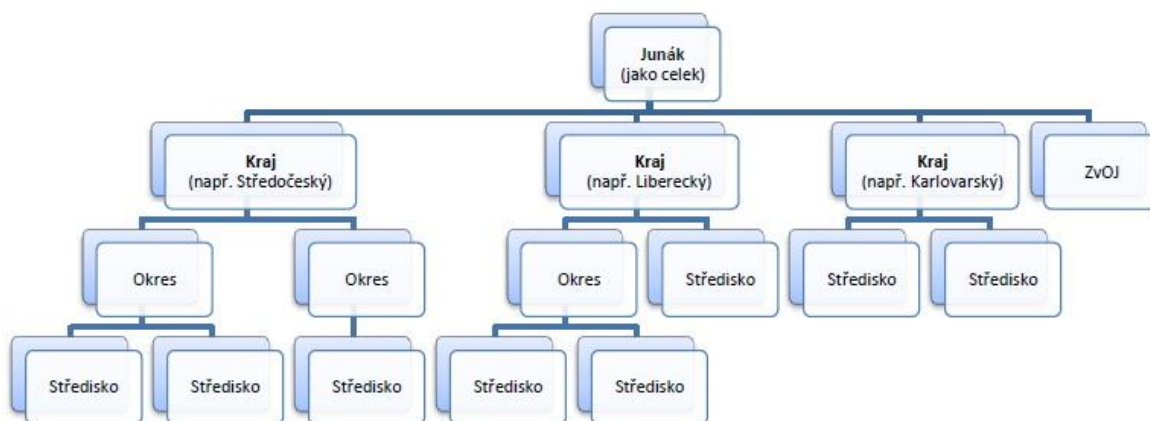 Junák
(jako celek)
Kraj
(např. Středočeský)
Kraj
(např. Liberecký)
Kraj
(např. Karlovarský)
ZvOJ
Okres
Okres
Okres
Středisko
Středisko
Středisko
Středisko
Středisko
Středisko
Středisko
Středisko